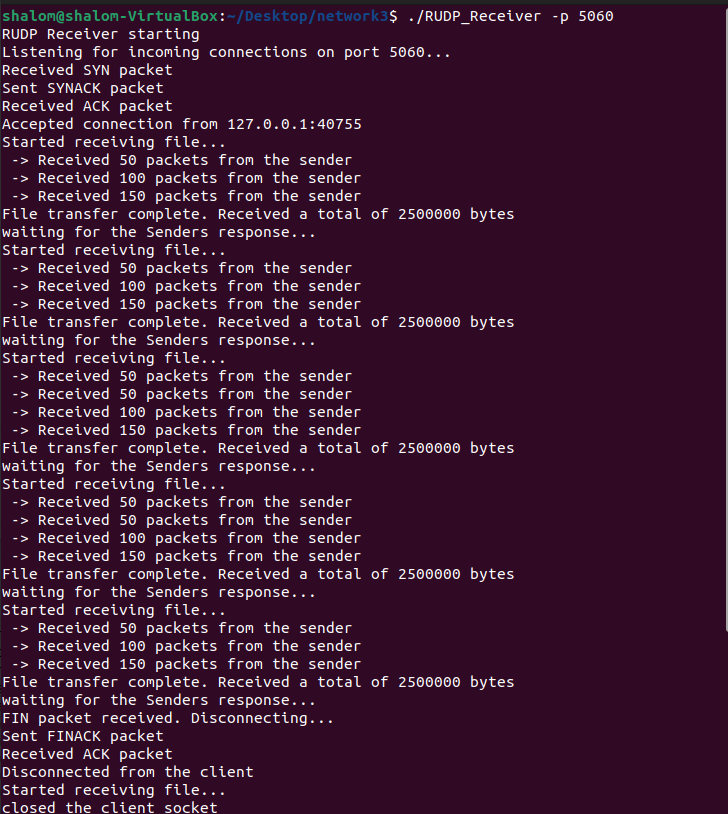 shalom@shalom-VirtualBox:~/Desktop/network3$ ./RUDP_Receiver -p 5060
RUDP Receiver starting
Listening for incoming connections on port 5060...
Received SYN packet
Sent SYNACK packet
Received ACK packet
Accepted connection from 127.0.0.1:40755
Started receiving file...
 -> Received 50 packets from the sender
 -> Received 100 packets from the sender
 -> Received 150 packets from the sender
File transfer complete. Received a total of 2500000 bytes
waiting for the Senders response...
Started receiving file...
 -> Received 50 packets from the sender
 -> Received 100 packets from the sender
 -> Received 150 packets from the sender
File transfer complete. Received a total of 2500000 bytes
waiting for the Senders response...
Started receiving file...
 -> Received 50 packets from the sender
 -> Received 50 packets from the sender
 -> Received 100 packets from the sender
 -> Received 150 packets from the sender
File transfer complete. Received a total of 2500000 bytes
waiting for the Senders response...
Started receiving file...
 -> Received 50 packets from the sender
 -> Received 50 packets from the sender
 -> Received 100 packets from the sender
 -> Received 150 packets from the sender
File transfer complete. Received a total of 2500000 bytes
waiting for the Senders response...
Started receiving file...
 -> Received 50 packets from the sender
 -> Received 100 packets from the sender
 -> Received 150 packets from the sender
File transfer complete. Received a total of 2500000 bytes
waiting for the Senders response...
FIN packet received. Disconnecting...
Sent FINACK packet
Received ACK packet
Disconnected from the client
Started receiving file...
closed the client socket